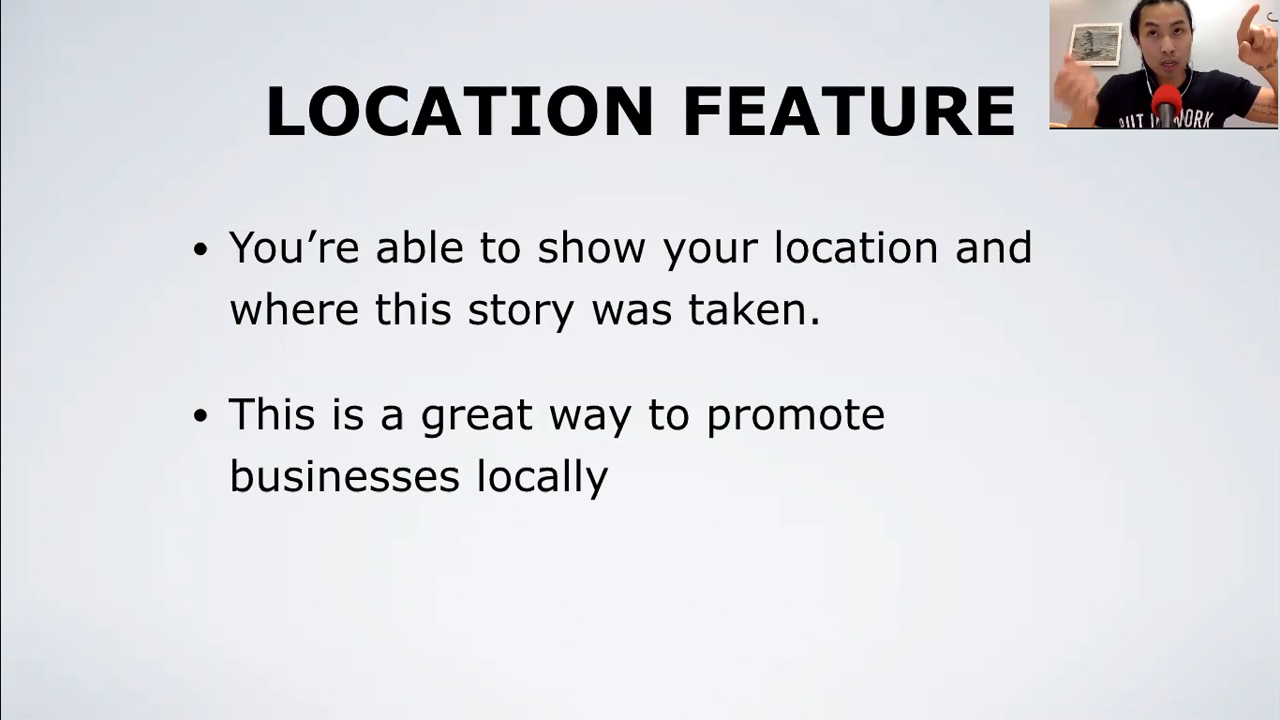 LOCATION FEATURE
• You’re able to show your location and
where this story was taken.
• This is a great way to promote
businesses locally